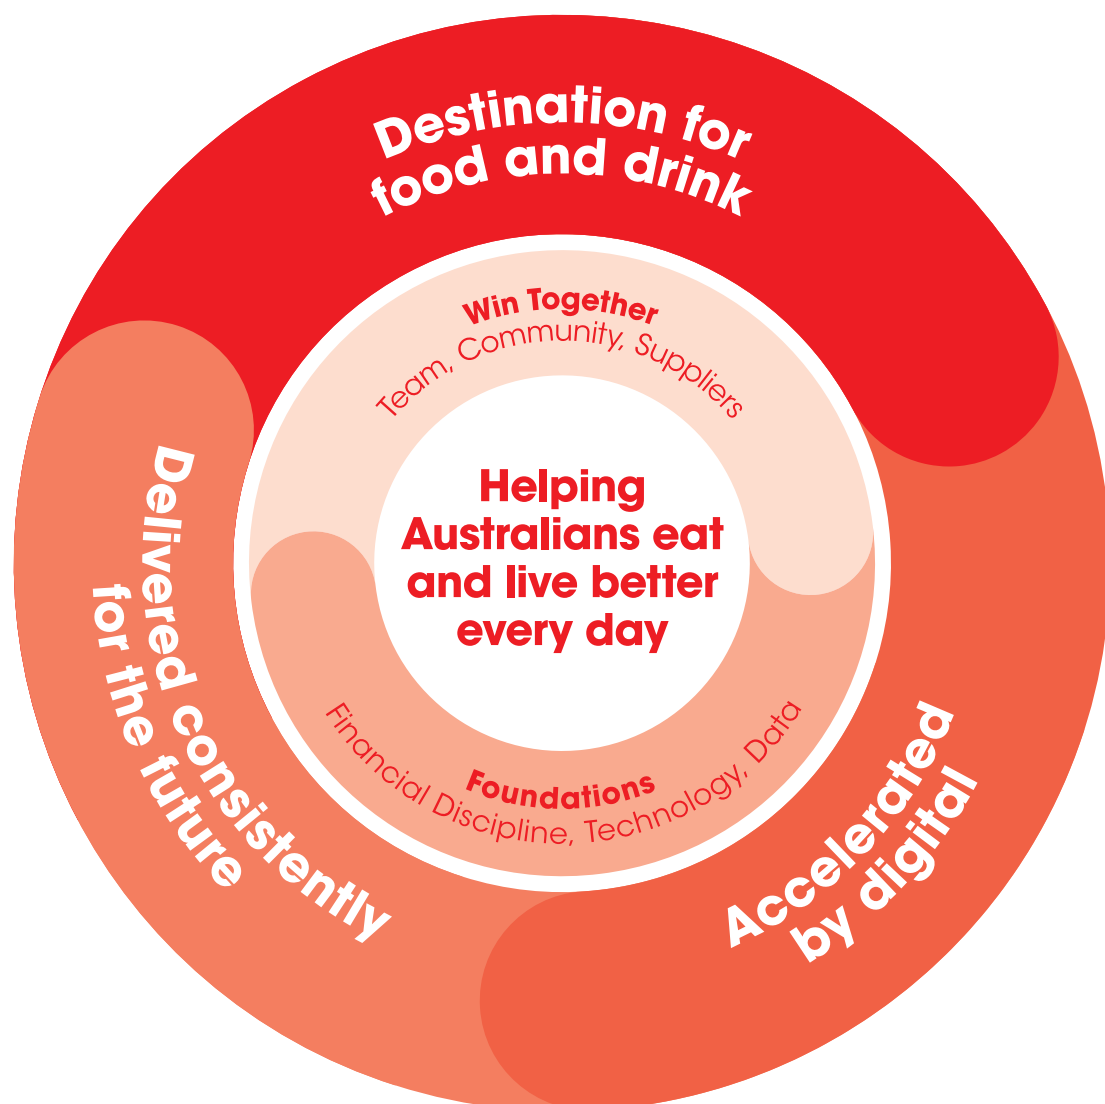 Destination for
food and drink
Win Together
Team, Community, Suppliers
Helping
Australians eat
and live better
every day
Foundations
Financial Discipline, Technology, Data
Delivered consistently
for the future
Accelerated
by digital